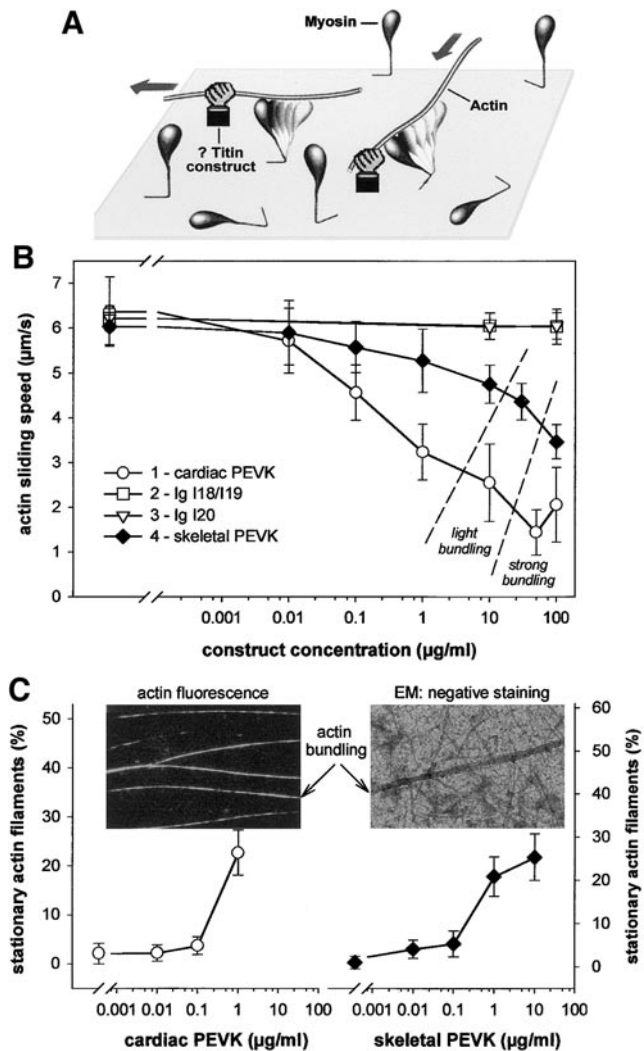 A
Myosin
Actin
? Titin
construct
B
7
6
5
4
3
2
1
0
actin sliding speed (µm/s)
1 - cardiac PEVK
2 - Ig I18/I19
3 - Ig I20
4 - skeletal PEVK
light
bundling
strong
bundling
0.001 0.01 0.1 1 10 100
construct concentration (µg/ml)
C
actin fluorescence
EM: negative staining
actin
bundling
50
40
30
20
10
0
stationary actin filaments (%)
60
50
40
30
20
10
0
stationary actin filaments (%)
0.001 0.01 0.1 1 10 100
0.001 0.01 0.1 1 10 100
cardiac PEVK (µg/ml)
skeletal PEVK (µg/ml)